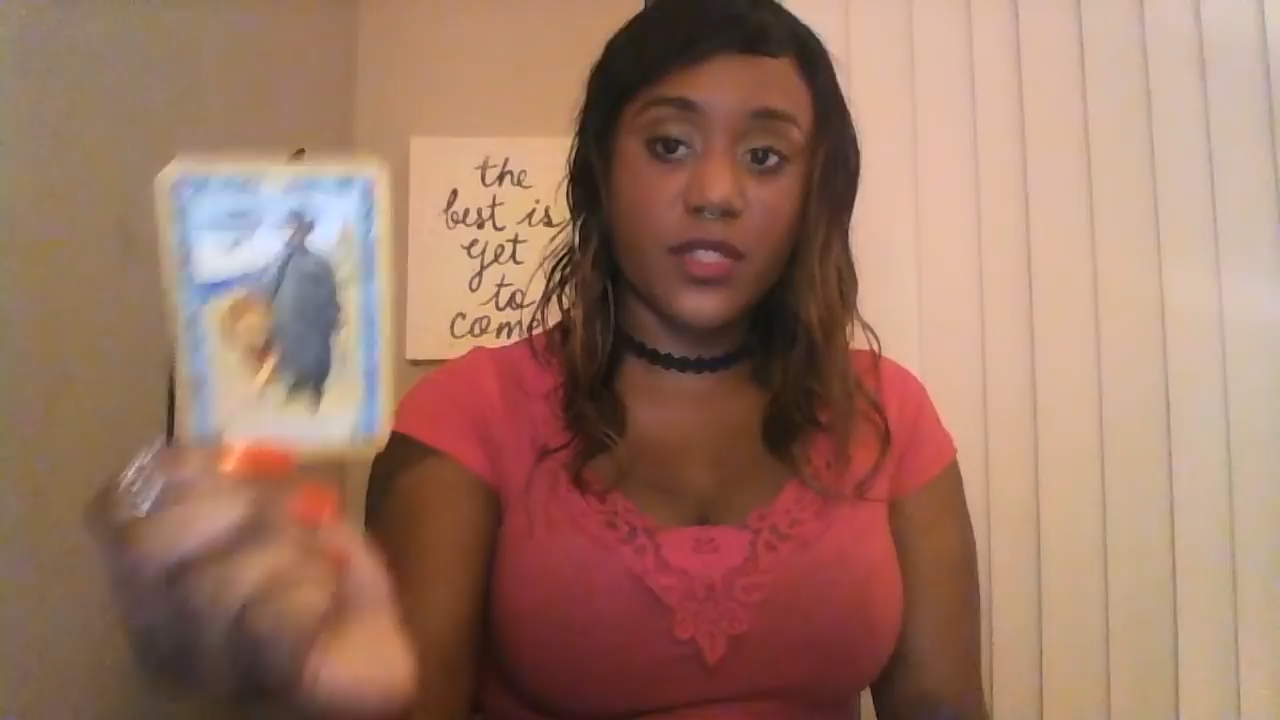 the
best is
yet
to
come